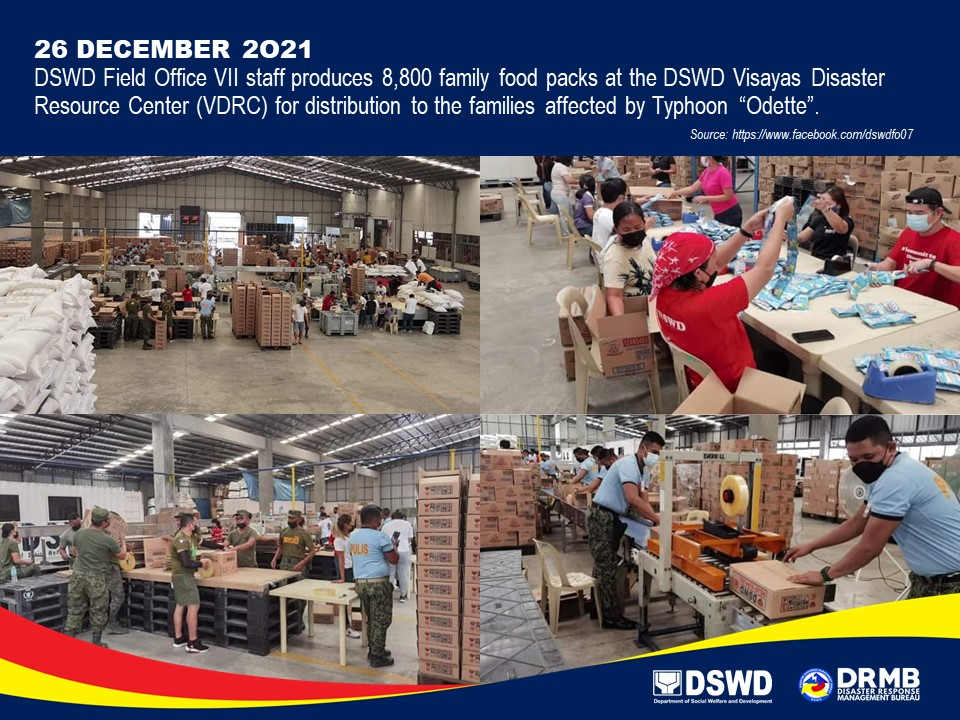 26 DECEMBER 2021
DSWD Field Office VII staff produces 8,800 family food packs at the DSWD Visayas Disaster
Resource Center (VDRC) for distribution to the families affected by Typhoon “Odette”.
Source: https://www.facebook.com/dswdfo07
DSWD
PULIS
DSWD
Department of Social Welfare and Development
DRMB
DISASTER RESPONSE
MANAGEMENT BUREAU